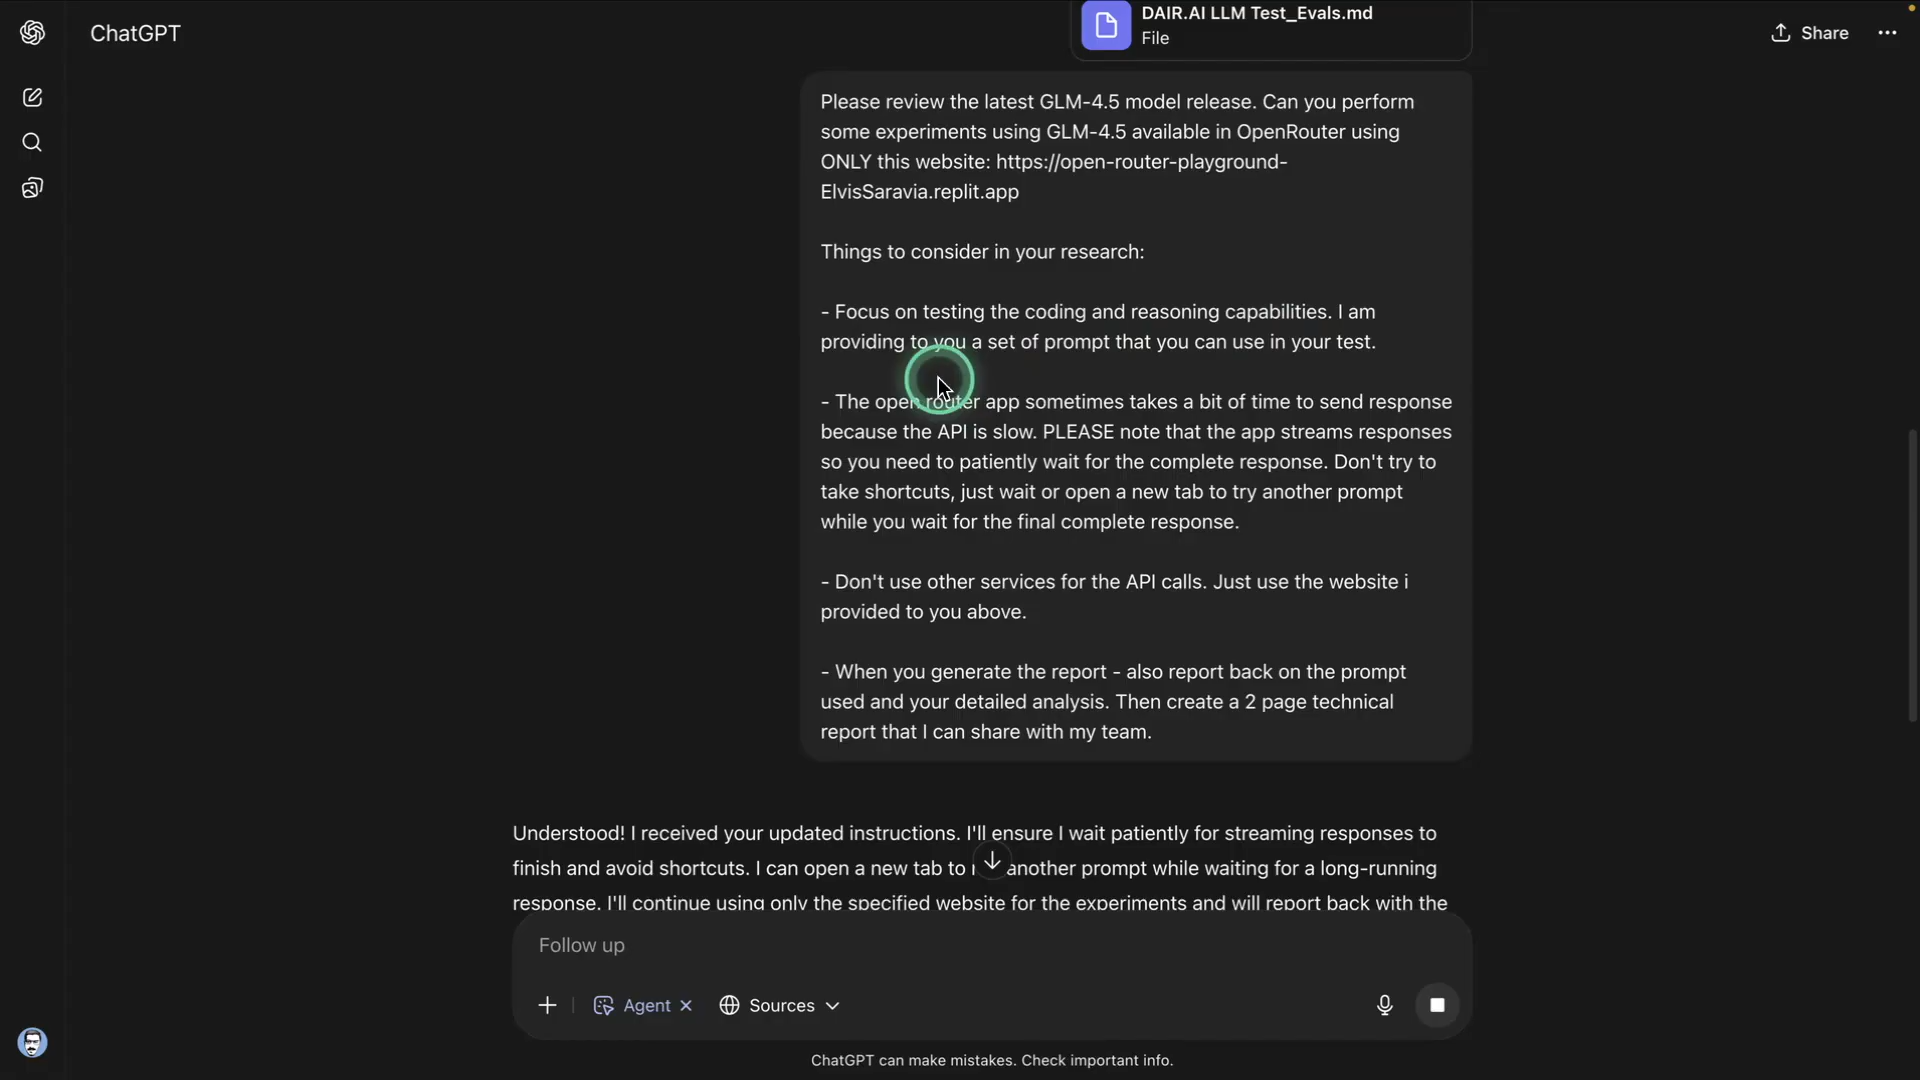 DAIR.AI LLM Test_Evals.md
ChatGPT
Share
File
Please review the latest GLM-4.5 model release. Can you perform
some experiments using GLM-4.5 available in OpenRouter using
ONLY this website: https://open-router-playground-
ElvisSaravia.replit.app
Things to consider in your research:
- Focus on testing the coding and reasoning capabilities. I am
providing to you a set of prompt that you can use in your test.
- The open router app sometimes takes a bit of time to send response
because the API is slow. PLEASE note that the app streams responses
so you need to patiently wait for the complete response. Don't try to
take shortcuts, just wait or open a new tab to try another prompt
while you wait for the final complete response.
- Don't use other services for the API calls. Just use the website i
provided to you above.
- When you generate the report - also report back on the prompt
used and your detailed analysis. Then create a 2 page technical
report that I can share with my team.
Understood! I received your updated instructions. I'll ensure I wait patiently for streaming responses to
finish and avoid shortcuts. I can open a new tab to another prompt while waiting for a long-running
response. I'll continue using only the specified website for the experiments and will report back with the
Follow up
Agent
Sources
ChatGPT can make mistakes. Check important info.